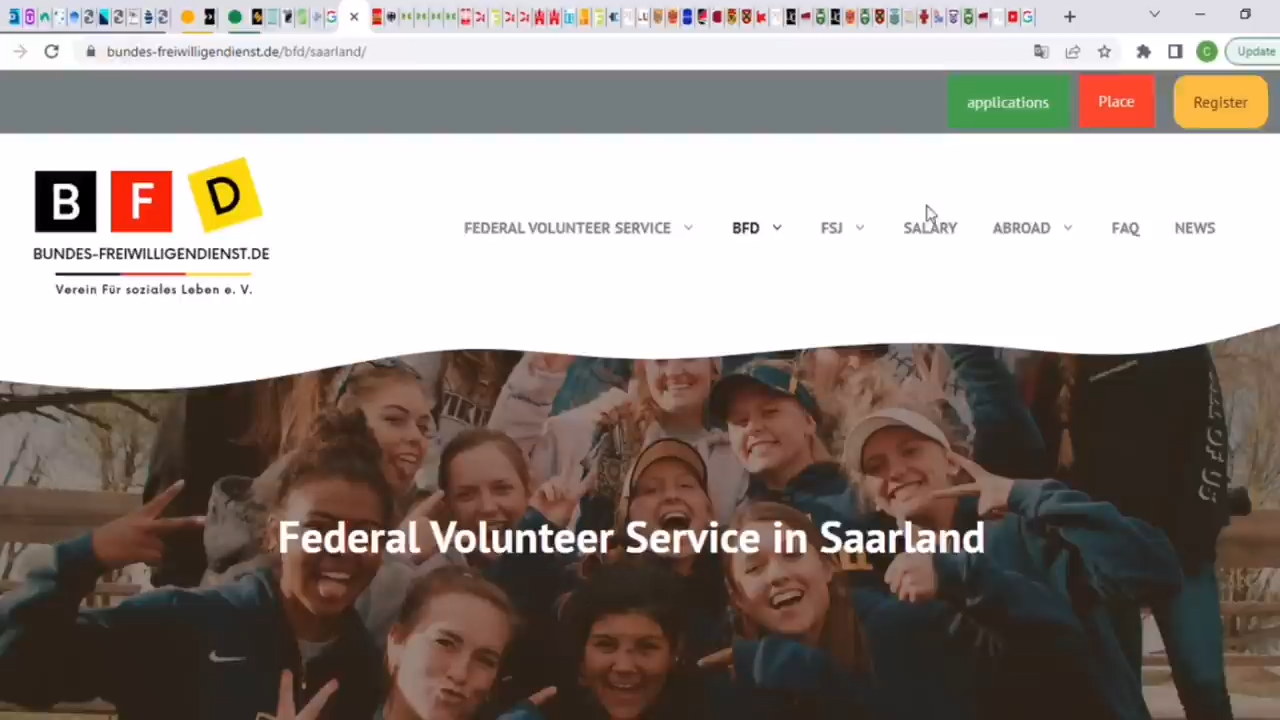 bundes-freiwilligendienst.de/bfd/saarland/
C
Update
applications
Place
Register
B F D
BUNDES-FREIWILLIGENDIENST.DE
Verein Für soziales Leben e. V.
FEDERAL VOLUNTEER SERVICE
BFD
FSJ
SALARY
ABROAD
FAQ
NEWS
Federal Volunteer Service in Saarland